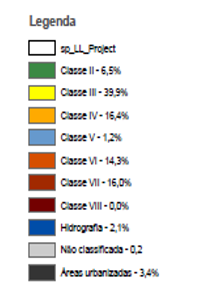 Legenda
sp_LL_Project
Classe II - 6,5%
Classe III - 39,9%
Classe IV - 16,4%
Classe V - 1,2%
Classe VI - 14,3%
Classe VII - 16,0%
Classe VIII - 0,0%
Hidrografia - 2,1%
Não classificada - 0,2
Áreas urbanizadas - 3,4%